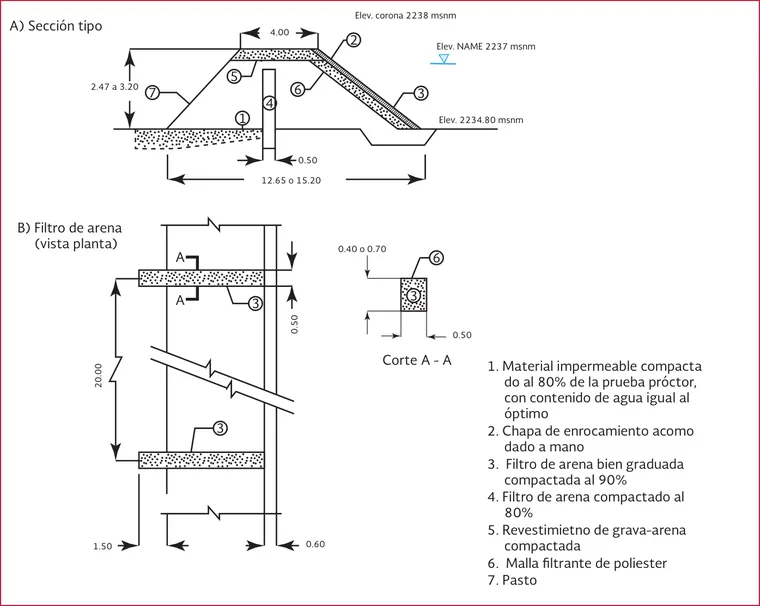 A) Sección tipo
Elev. corona 2238 msnm
4.00
2
Elev. NAME 2237 msnm
5
6
2.47 a 3.20
7
4
3
1
Elev. 2234.80 msnm
0.50
12.65 o 15.20
B) Filtro de arena
(vista planta)
A
A
3
0.50
20.00
3
1.50
0.60
0.40 o 0.70
6
3
0.50
Corte A - A
1. Material impermeable compacta
do al 80% de la prueba próctor,
con contenido de agua igual al
óptimo
2. Chapa de enrocamiento acomo
dado a mano
3. Filtro de arena bien graduada
compactada al 90%
4. Filtro de arena compactado al
80%
5. Revestimietno de grava-arena
compactada
6. Malla filtrante de poliester
7. Pasto